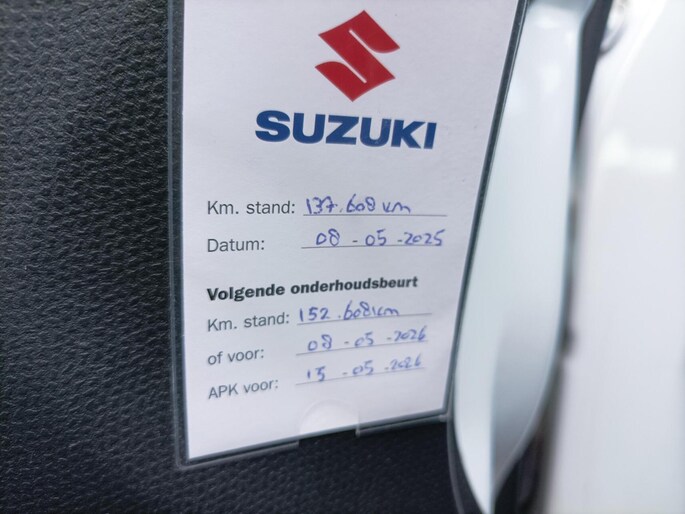 SUZUKI
Km. stand: 137.608 km
Datum: 08 - 05 - 2025
Volgende onderhoudsbeurt
Km. stand: 152.608 km
of voor: 08 - 05 - 2026
APK voor: 15 - 05 - 2026